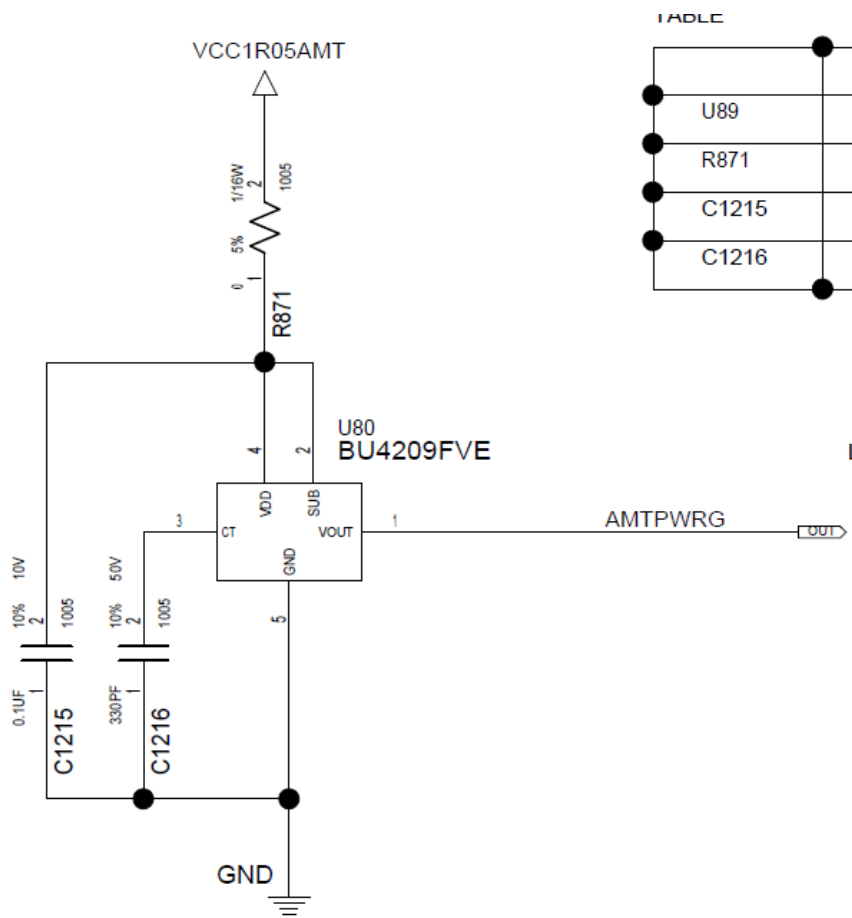 TABLE
VCC1R05AMT
U89
R871
C1215
C1216
1/16W
2
1005
5%
0
1
R871
U80
BU4209FVE
4
2
VDD
SUB
3
CT
VOUT
1
AMTPWRG
OUT
GND
5
10V
10%
2
1005
0.1UF
1
C1215
50V
10%
2
1005
330PF
1
C1216
GND